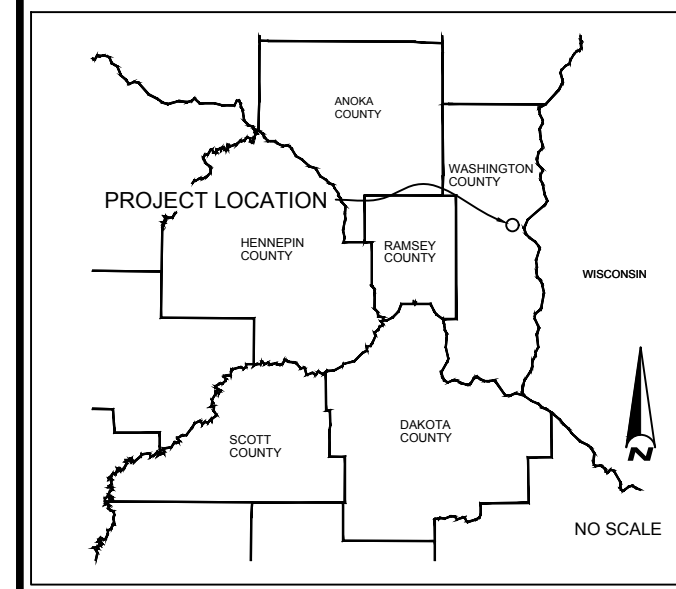 ANOKA
COUNTY
WASHINGTON
COUNTY
PROJECT LOCATION
HENNEPIN
COUNTY
RAMSEY
COUNTY
WISCONSIN
SCOTT
COUNTY
DAKOTA
COUNTY
N
NO SCALE